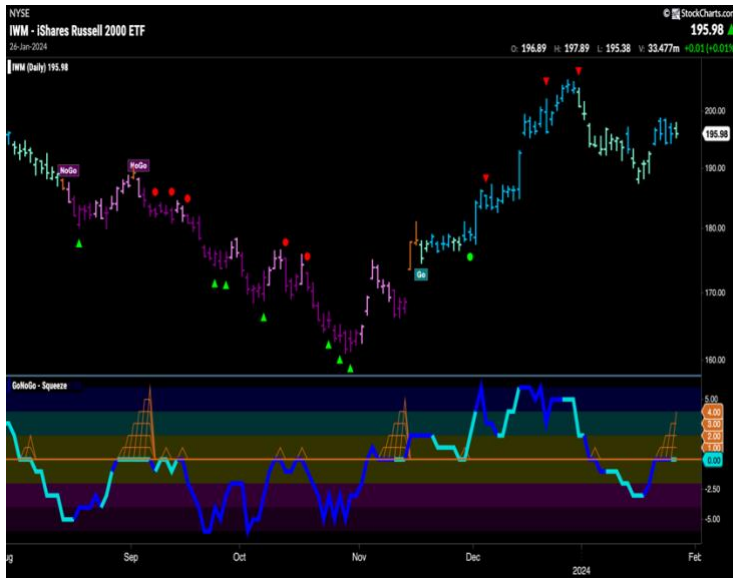 NYSE
© StockCharts.com
IWM - iShares Russell 2000 ETF
195.98
26-Jan-2024
O: 196.89 H: 197.89 L: 195.38 V: 33.477m +0.01 (+0.01%)
IWM (Daily) 195.98
NoGo
NoGo
Go
200.00
195.98
190.00
180.00
170.00
160.00
GoNoGo - Squeeze
5.00
4.00
3.00
2.00
1.00
0.00
-2.50
-5.00
ug
Sep
Oct
Nov
Dec
2024
Feb